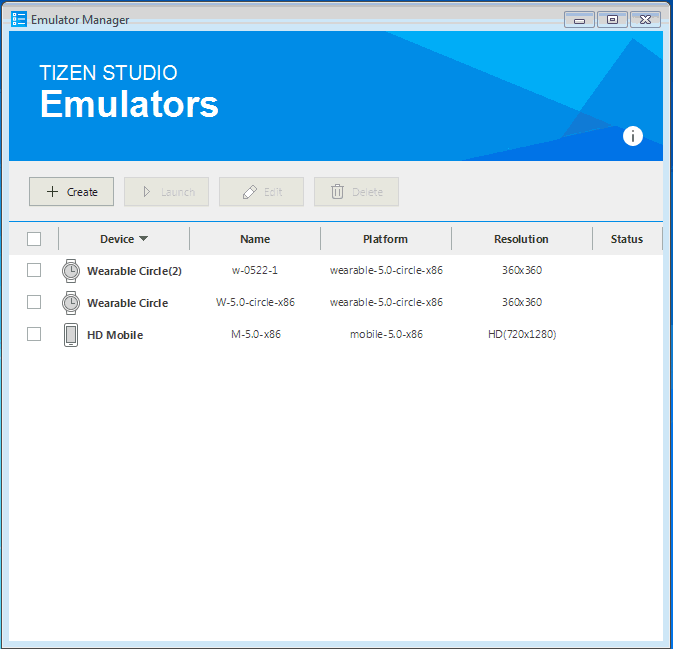 Emulator Manager
TIZEN STUDIO
Emulators
i
Create Launch Edit Delete
Device Name Platform Resolution Status
Wearable Circle(2) w-0522-1 wearable-5.0-circle-x86 360x360
Wearable Circle W-5.0-circle-x86 wearable-5.0-circle-x86 360x360
HD Mobile M-5.0-x86 mobile-5.0-x86 HD(720x1280)